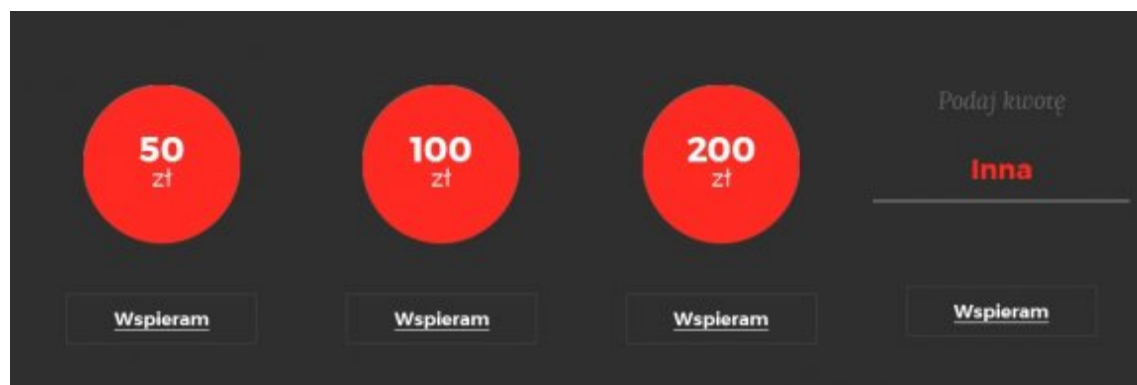 50
zł
Wspieram
100
zł
Wspieram
200
zł
Wspieram
Podaj kwotę
Inna
Wspieram